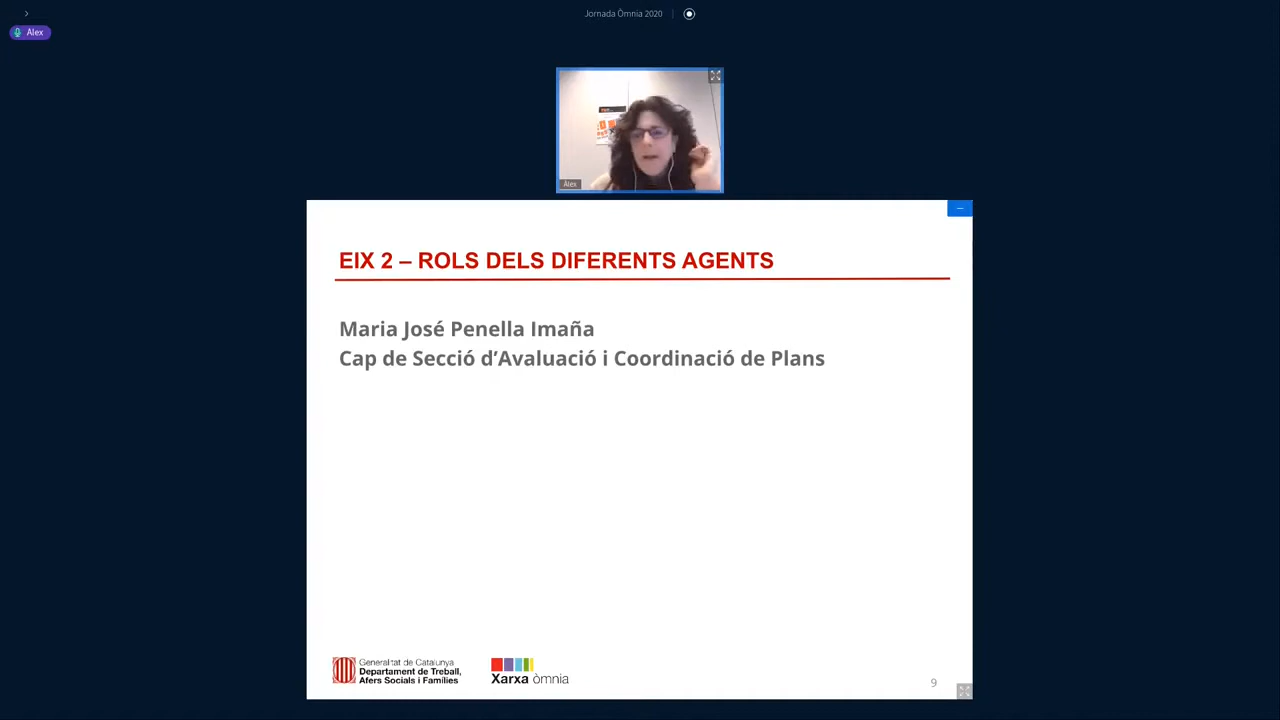 Jornada Òmnia 2020
Alex
Àlex
EIX 2 – ROLS DELS DIFERENTS AGENTS
Maria José Penella Imaña
Cap de Secció d’Avaluació i Coordinació de Plans
Generalitat de Catalunya
Departament de Treball,
Afers Socials i Famílies
Xarxa òmnia
9